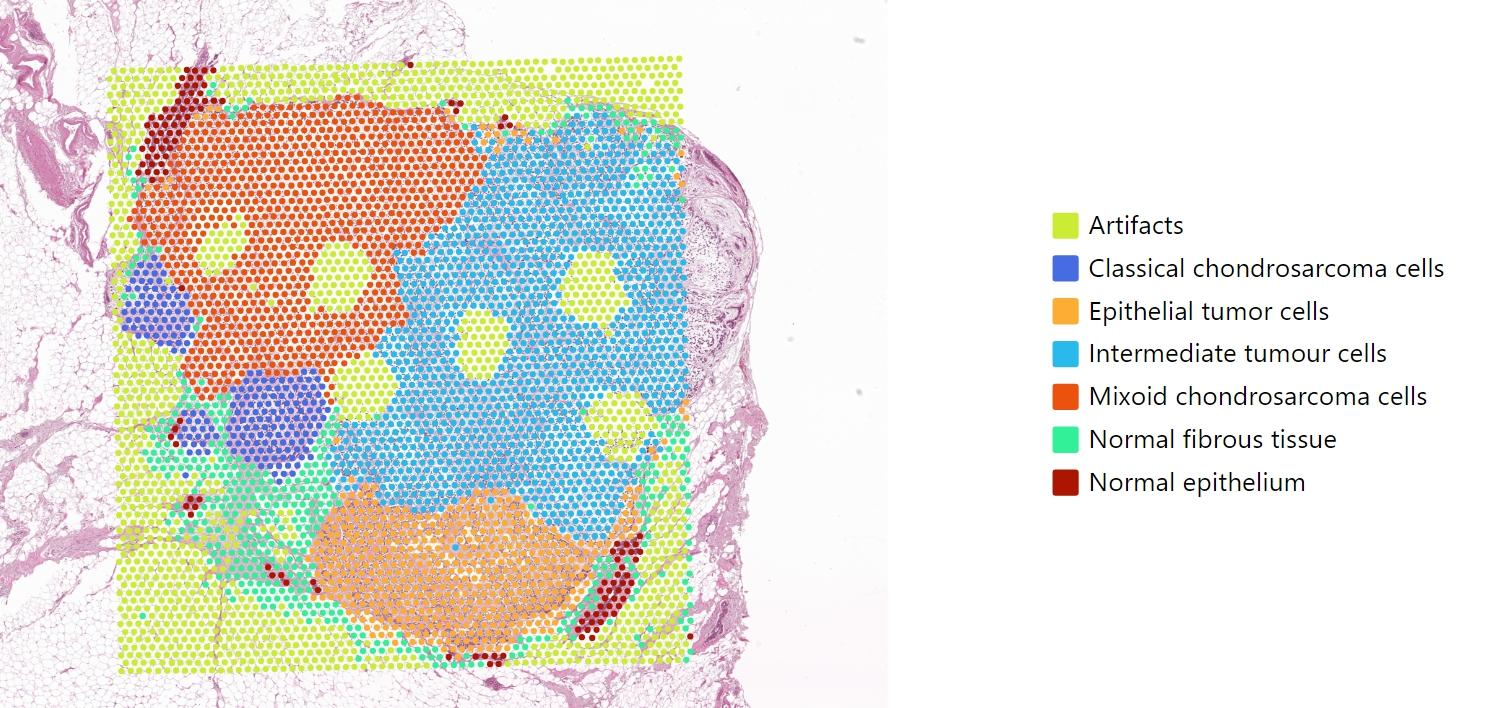 Artifacts
Classical chondrosarcoma cells
Epithelial tumor cells
Intermediate tumour cells
Mixoid chondrosarcoma cells
Normal fibrous tissue
Normal epithelium